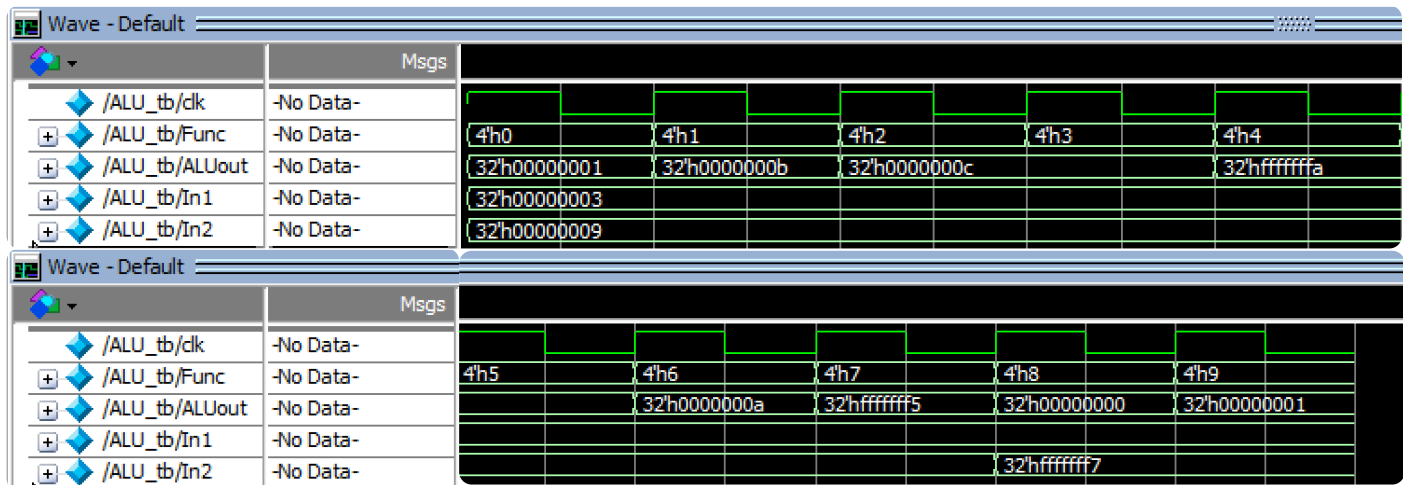 Wave - Default
Msgs
/ALU_tb/clk -No Data-
/ALU_tb/Func -No Data- 4'h0 4'h1 4'h2 4'h3 4'h4
/ALU_tb/ALUout -No Data- 32'h00000001 32'h0000000b 32'h0000000c 32'hfffffffa
/ALU_tb/In1 -No Data- 32'h00000003
/ALU_tb/In2 -No Data- 32'h00000009
Wave - Default
Msgs
/ALU_tb/clk -No Data-
/ALU_tb/Func -No Data- 4'h5 4'h6 4'h7 4'h8 4'h9
/ALU_tb/ALUout -No Data- 32'h0000000a 32'hfffffff5 32'h00000000 32'h00000001
/ALU_tb/In1 -No Data-
/ALU_tb/In2 -No Data- 32'hfffffff7